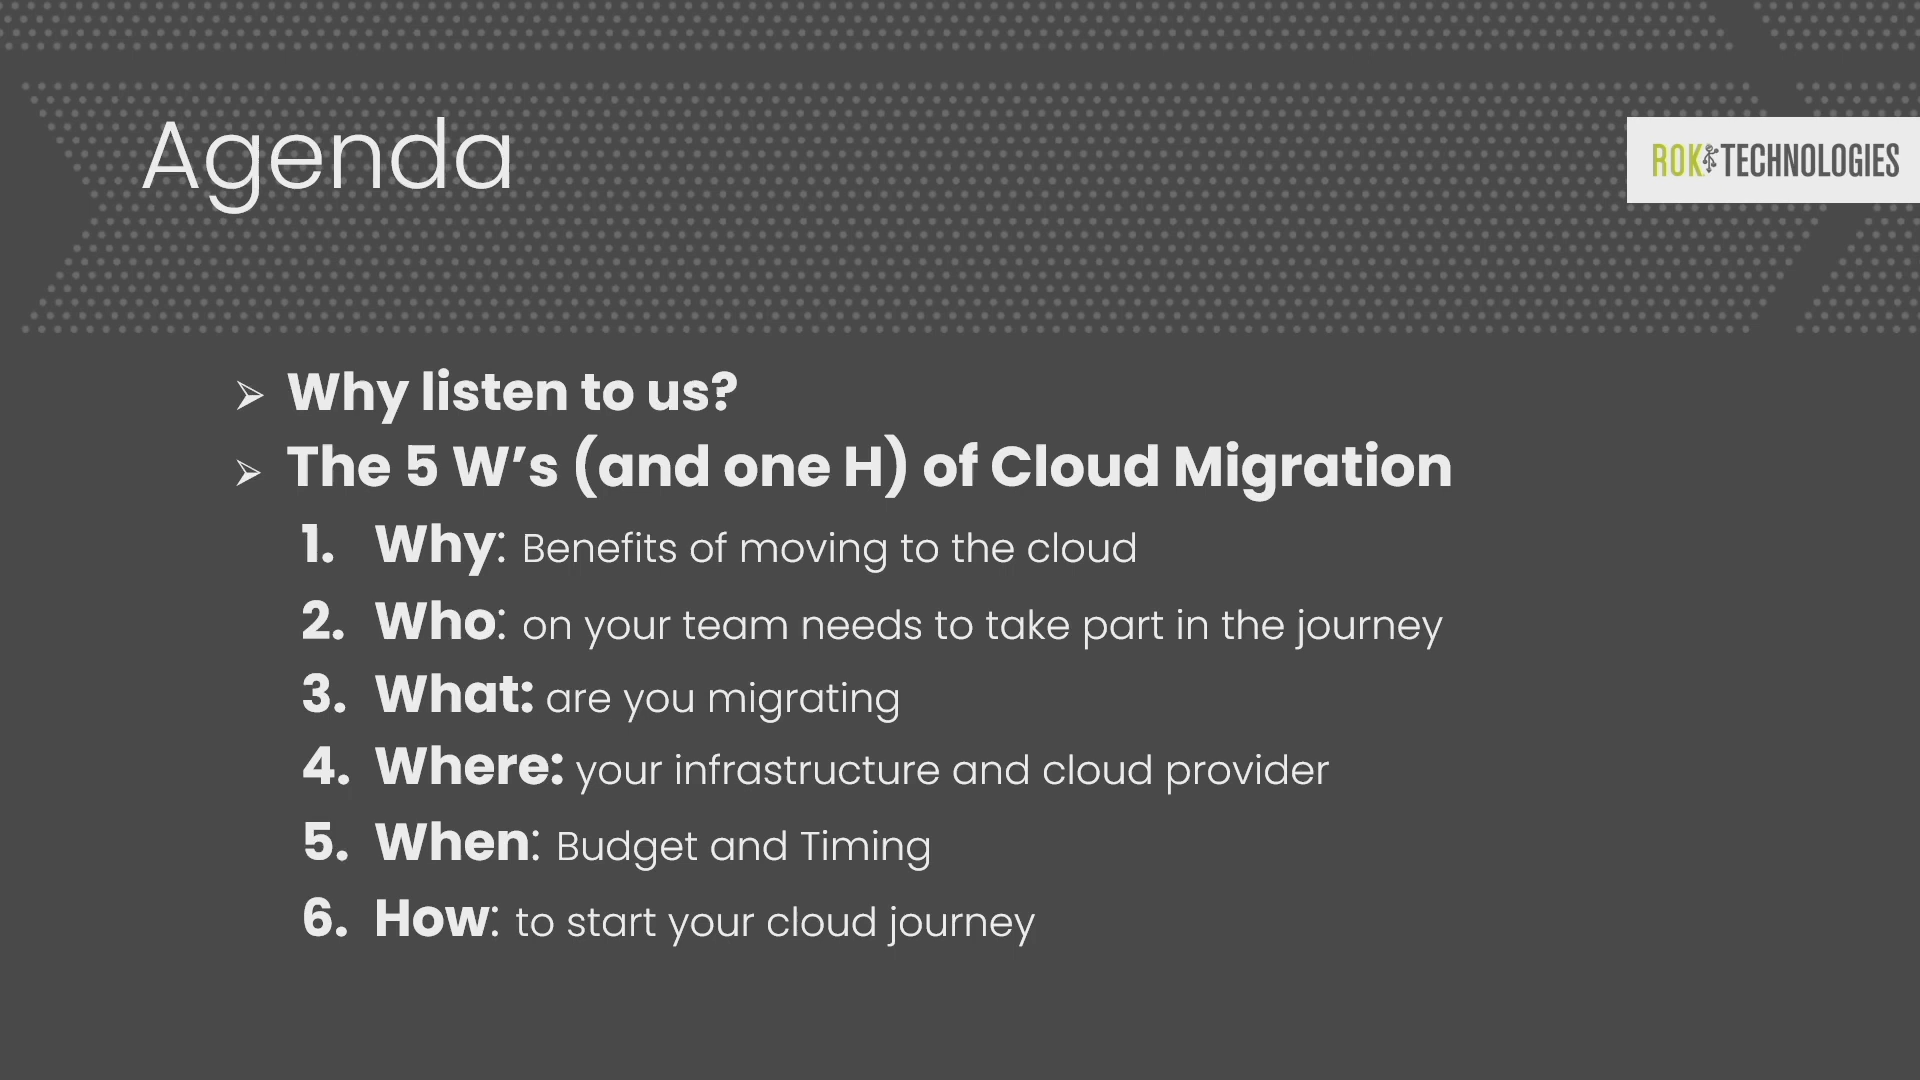 Agenda
ROK TECHNOLOGIES
➢ Why listen to us?
➢ The 5 W’s (and one H) of Cloud Migration
1. Why: Benefits of moving to the cloud
2. Who: on your team needs to take part in the journey
3. What: are you migrating
4. Where: your infrastructure and cloud provider
5. When: Budget and Timing
6. How: to start your cloud journey